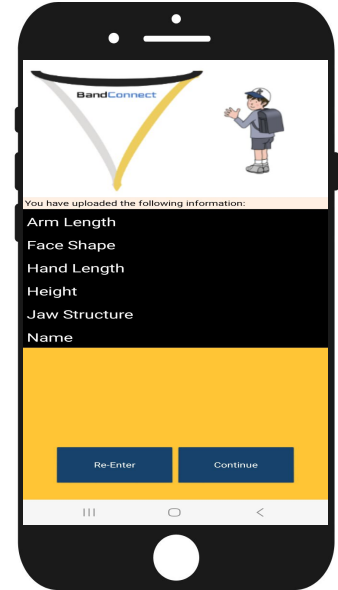 BandConnect
You have uploaded the following information:
Arm Length
Face Shape
Hand Length
Height
Jaw Structure
Name
Re-Enter
Continue